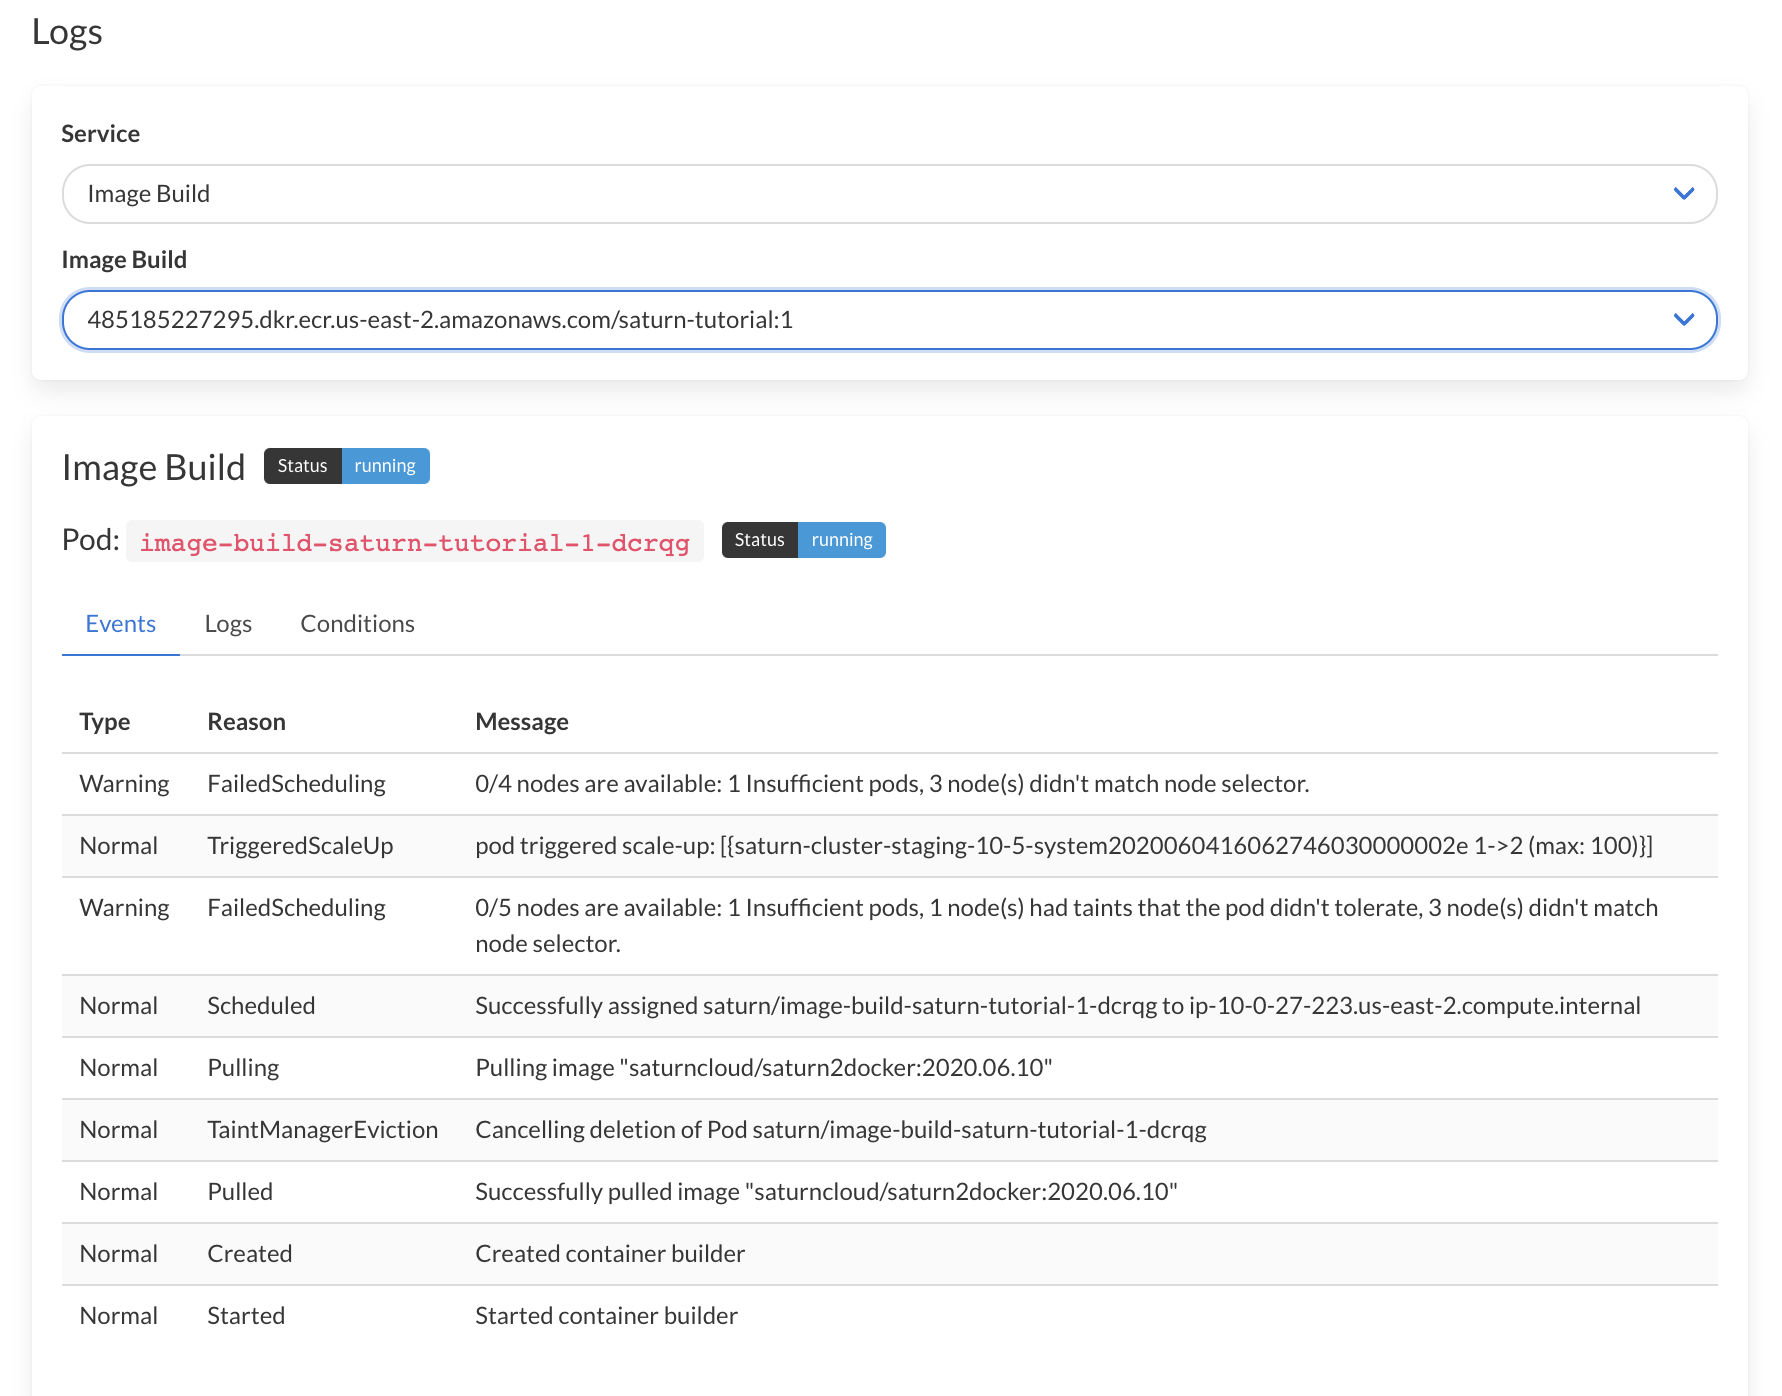 Logs
Service
Image Build
Image Build
485185227295.dkr.ecr.us-east-2.amazonaws.com/saturn-tutorial:1
Image Build Status running
Pod: image-build-saturn-tutorial-1-dcrqg Status running
Events Logs Conditions
Type Reason Message
Warning FailedScheduling 0/4 nodes are available: 1 Insufficient pods, 3 node(s) didn't match node selector.
Normal TriggeredScaleUp pod triggered scale-up: [{saturn-cluster-staging-10-5-system2020060416062746030000002e 1->2 (max: 100)}]
Warning FailedScheduling 0/5 nodes are available: 1 Insufficient pods, 1 node(s) had taints that the pod didn't tolerate, 3 node(s) didn't match
node selector.
Normal Scheduled Successfully assigned saturn/image-build-saturn-tutorial-1-dcrqg to ip-10-0-27-223.us-east-2.compute.internal
Normal Pulling Pulling image "saturncloud/saturn2docker:2020.06.10"
Normal TaintManagerEviction Cancelling deletion of Pod saturn/image-build-saturn-tutorial-1-dcrqg
Normal Pulled Successfully pulled image "saturncloud/saturn2docker:2020.06.10"
Normal Created Created container builder
Normal Started Started container builder